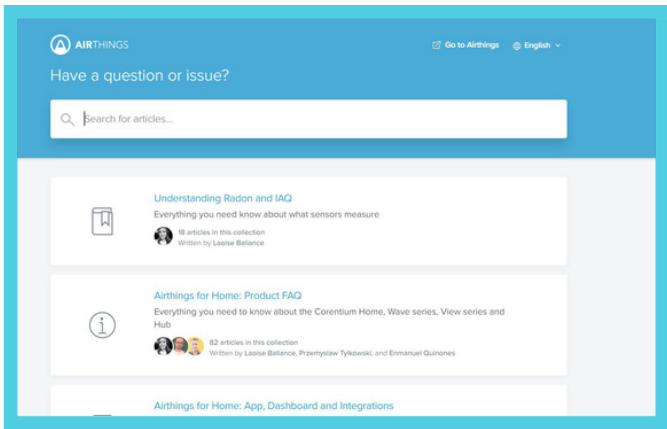 AIRTHINGS
Go to Airthings
English
Have a question or issue?
Search for articles...
Understanding Radon and IAQ
Everything you need know about what sensors measure
18 articles in this collection
Written by Laoise Ballance
Airthings for Home: Product FAQ
Everything you need to know about the Corentium Home, Wave series, View series and
Hub
82 articles in this collection
Written by Laoise Ballance, Przemyslaw Tylkowski, and Enmanuel Quinones
Airthings for Home: App, Dashboard and Integrations